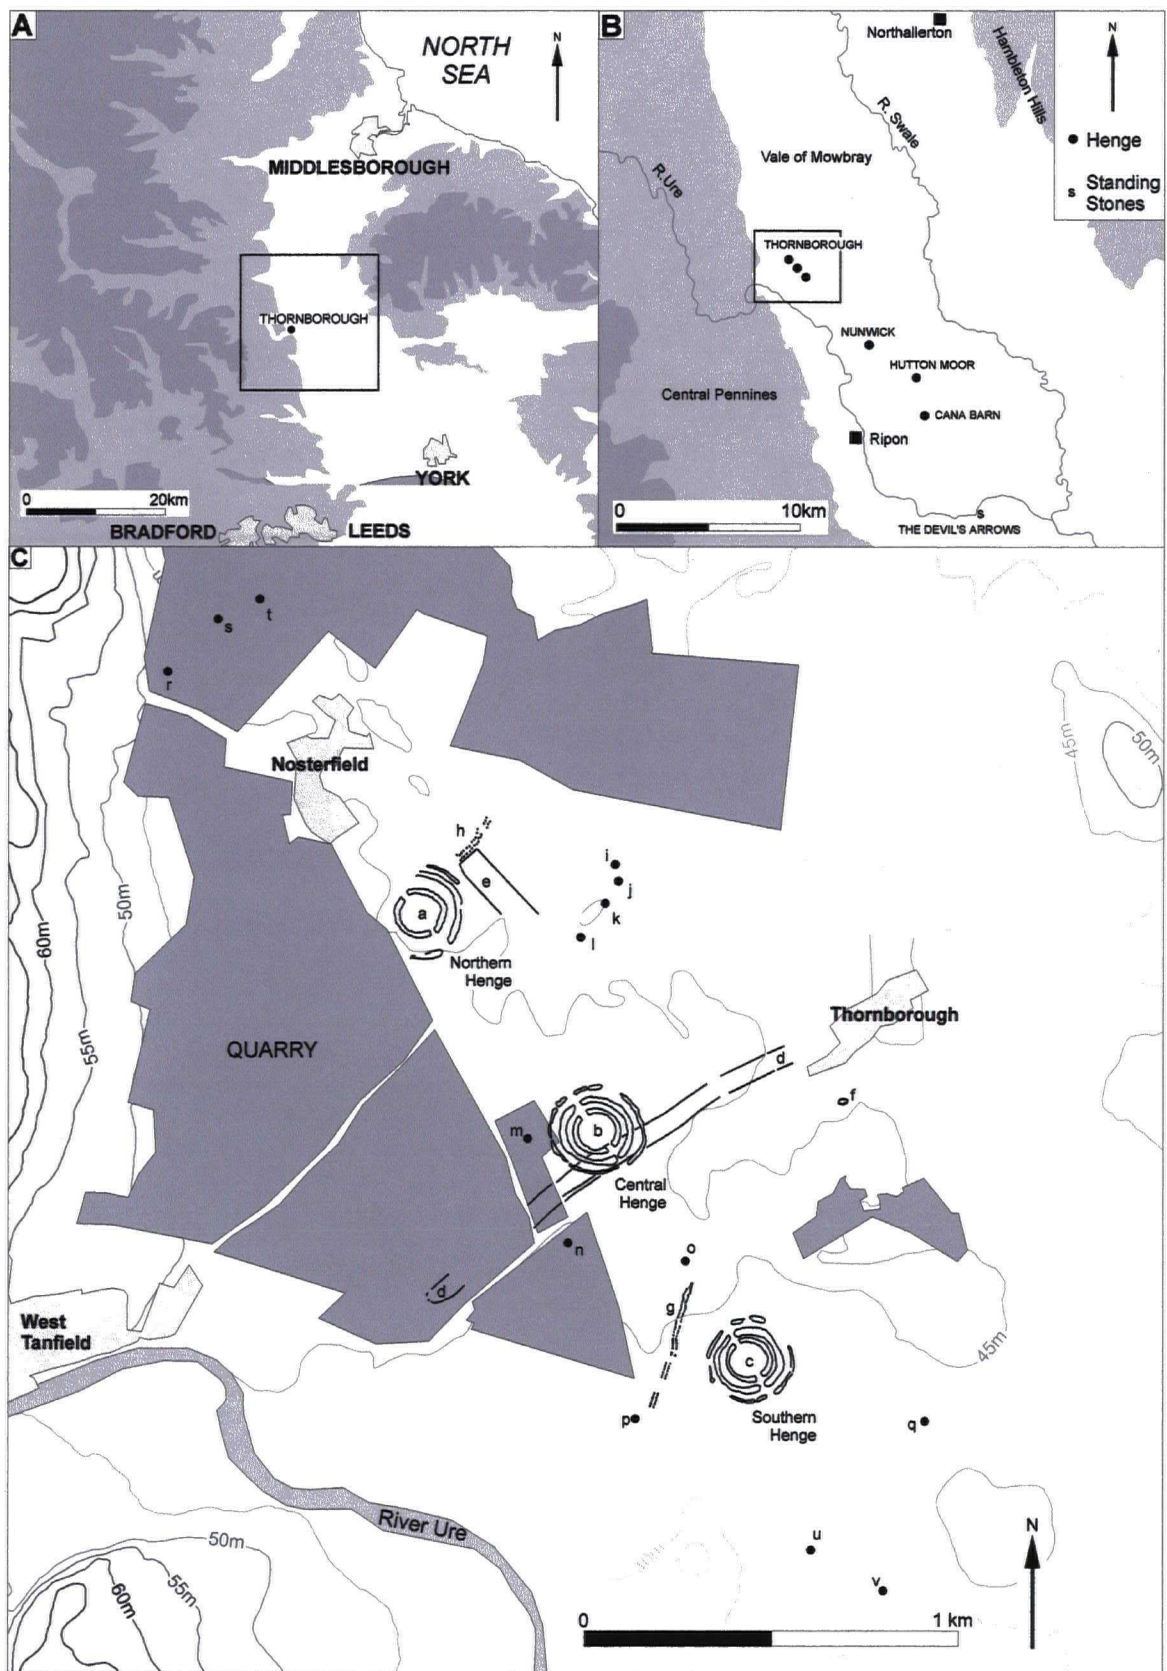 A
NORTH
SEA
N
MIDDLESBOROUGH
THORNBOROUGH
YORK
0 20km
BRADFORD
LEEDS
B
Northallerton
Hambleton Hills
N
Henge
s Standing
Stones
R. Swale
Vale of Mowbray
R.Ure
THORNBOROUGH
NUNWICK
HUTTON MOOR
CANA BARN
Central Pennines
Ripon
0 10km
s
THE DEVIL'S ARROWS
C
t
s
r
45m
50m
Nosterfield
h
i
e
j
50m
a
k
60m
l
Northern
Henge
Thornborough
55m
QUARRY
d
f
m
b
Central
Henge
n
o
d
g
West
Tanfield
45m
c
p
Southern
Henge
q
River Ure
50m
u
N
55m
60m
v
0 1 km